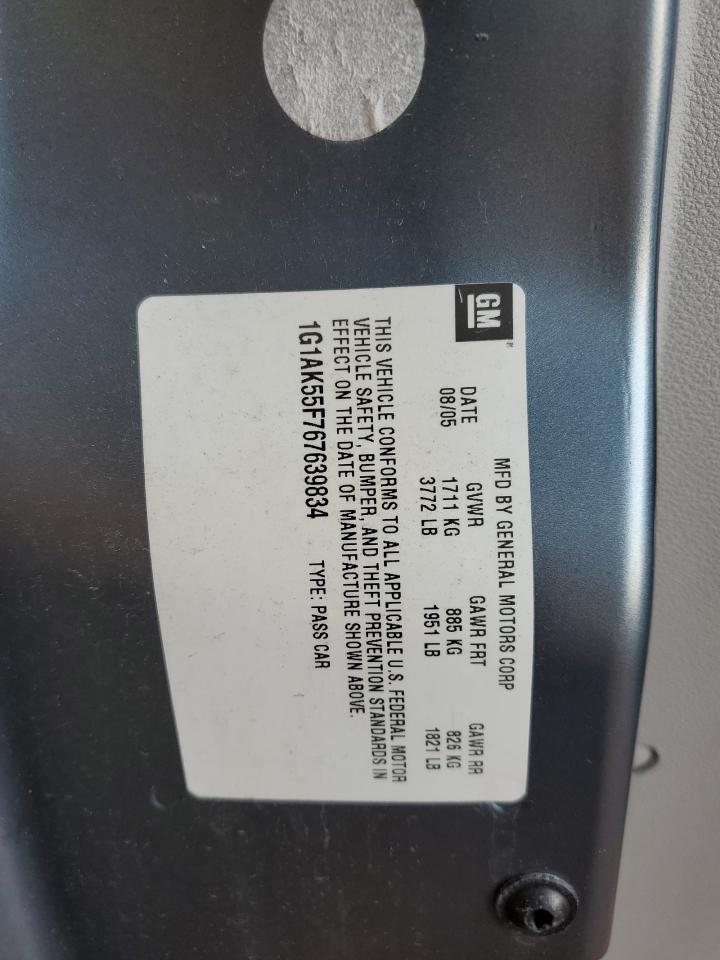 GM
MFD BY GENERAL MOTORS CORP
DATE GVWR GAWR FRT GAWR RR
08/05 1711 KG 885 KG 826 KG
3772 LB 1951 LB 1821 LB
THIS VEHICLE CONFORMS TO ALL APPLICABLE U.S. FEDERAL MOTOR
VEHICLE SAFETY, BUMPER, AND THEFT PREVENTION STANDARDS IN
EFFECT ON THE DATE OF MANUFACTURE SHOWN ABOVE.
1G1AK55F767639834 TYPE: PASS CAR